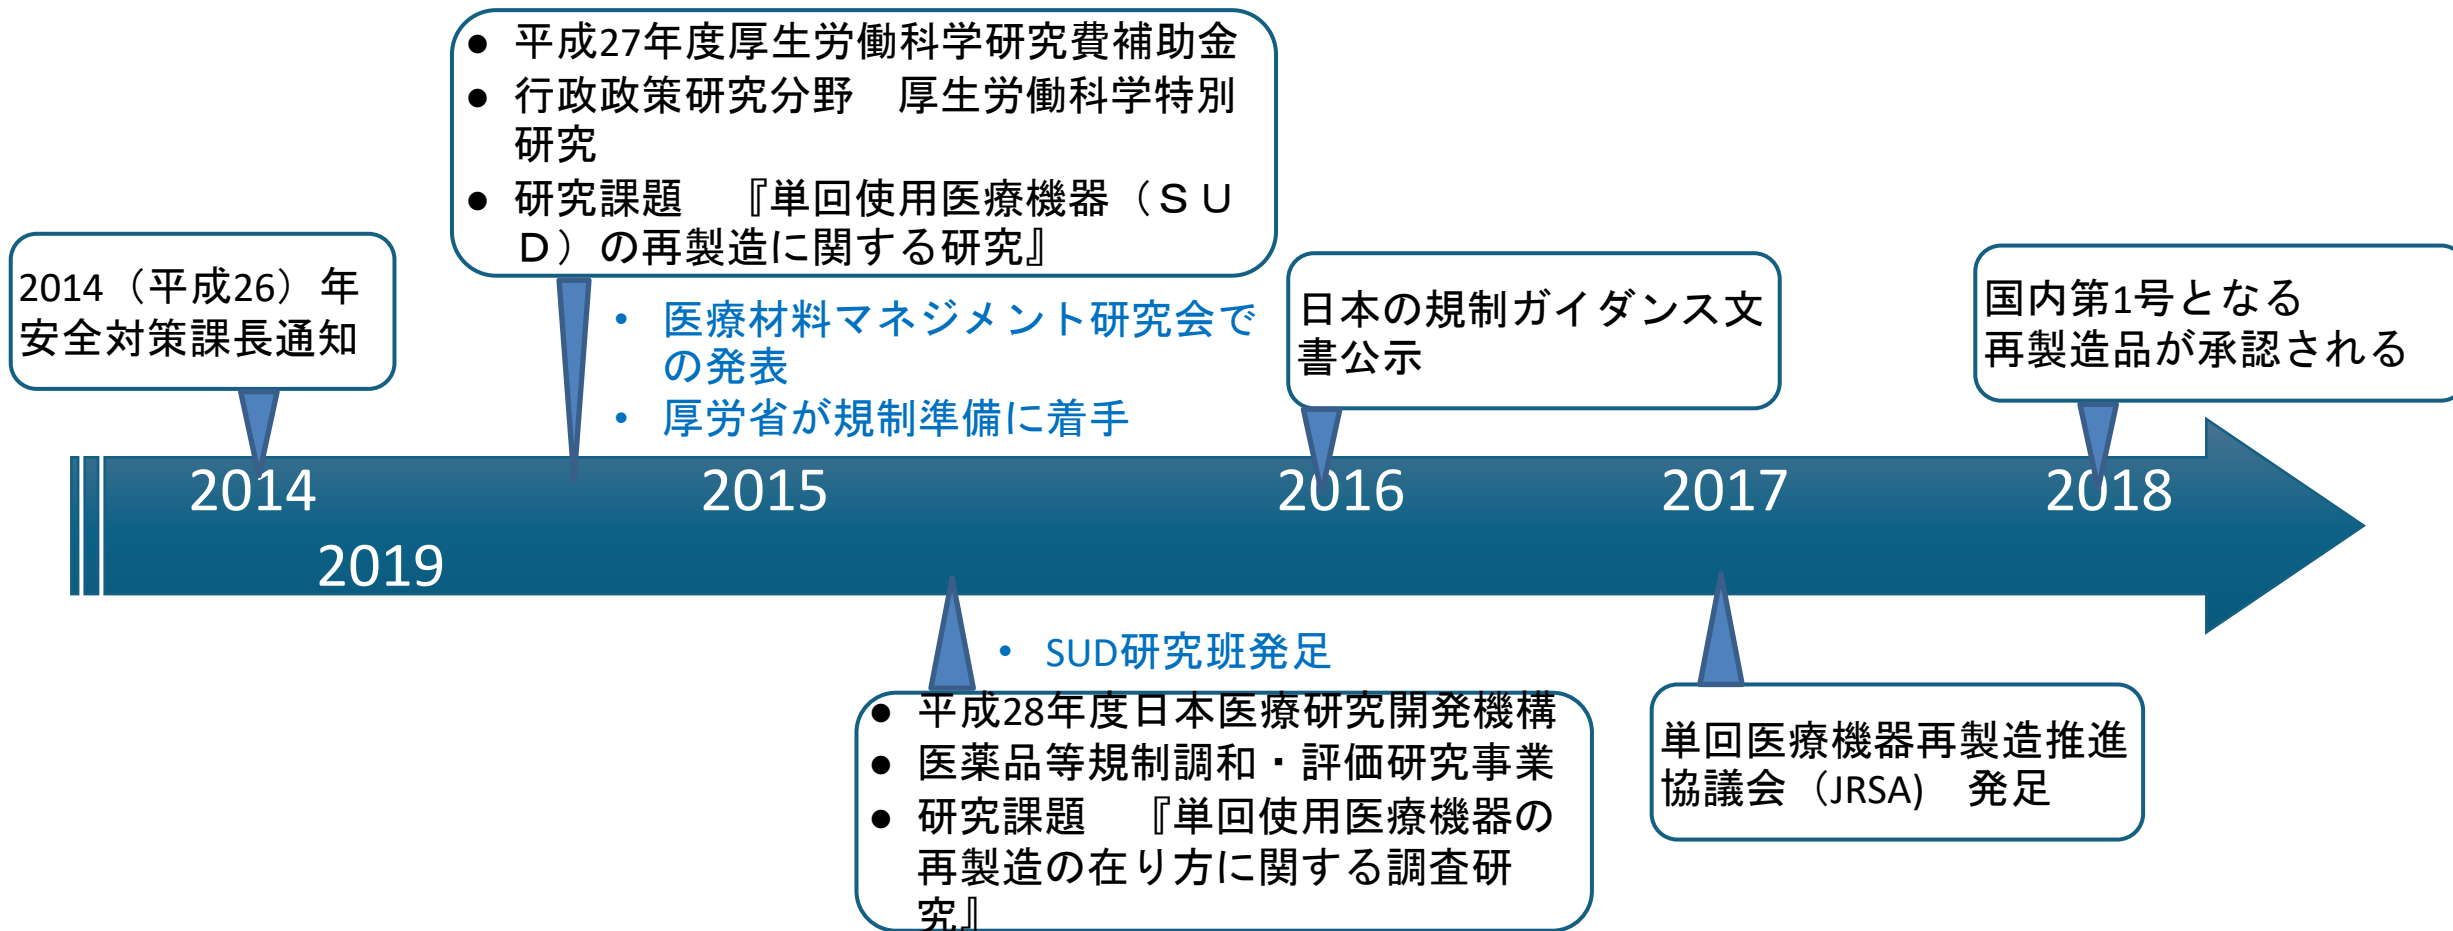 ● 平成27年度厚生労働科学研究費補助金
● 行政政策研究分野　厚生労働科学特別
研究
● 研究課題　『単回使用医療機器（ＳＵ
Ｄ）の再製造に関する研究』
2014（平成26）年
安全対策課長通知
• 医療材料マネジメント研究会で
の発表
• 厚労省が規制準備に着手
日本の規制ガイダンス文
書公示
国内第1号となる
再製造品が承認される
2014 2015 2016 2017 2018
2019
• SUD研究班発足
● 平成28年度日本医療研究開発機構
● 医薬品等規制調和・評価研究事業
● 研究課題　『単回使用医療機器の
再製造の在り方に関する調査研
究』
単回医療機器再製造推進
協議会（JRSA)　発足